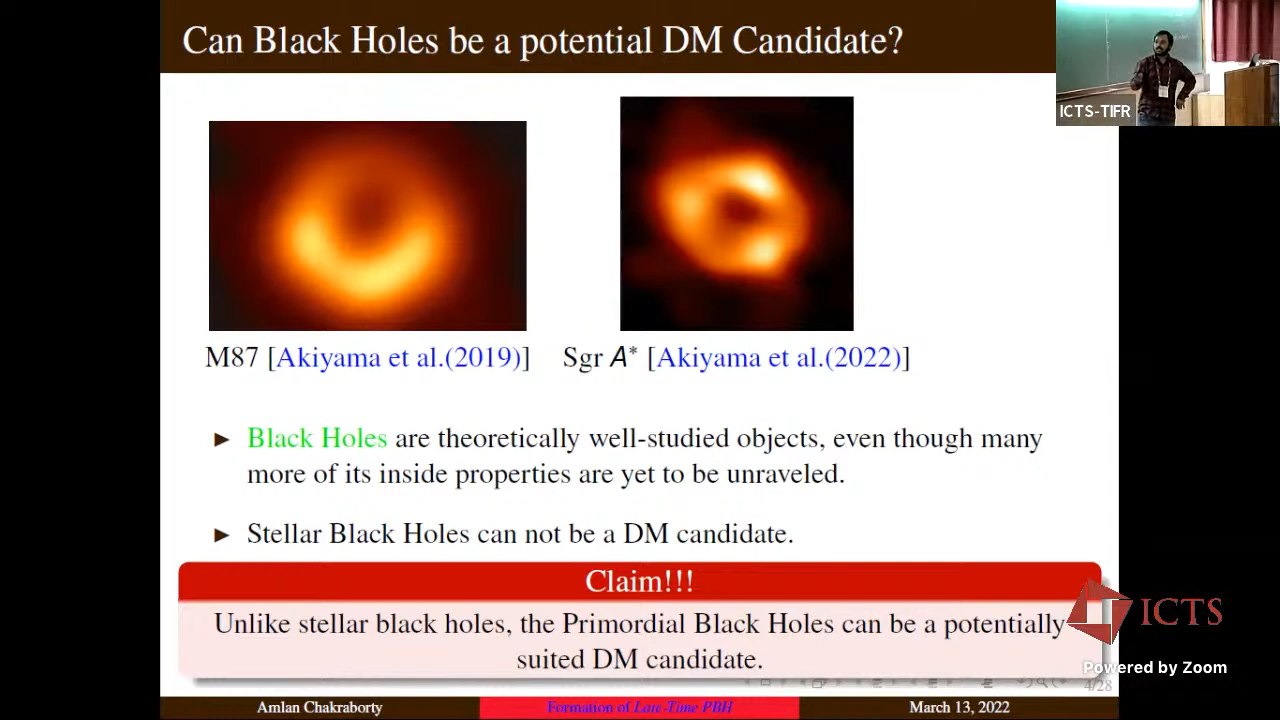 Can Black Holes be a potential DM Candidate?
ICTS-TIFR
M87 [Akiyama et al.(2019)]
Sgr A* [Akiyama et al.(2022)]
► Black Holes are theoretically well-studied objects, even though many
more of its inside properties are yet to be unraveled.
► Stellar Black Holes can not be a DM candidate.
Claim!!!
Unlike stellar black holes, the Primordial Black Holes can be a potentially
suited DM candidate.
ICTS
Powered by Zoom
4/28
Amlan Chakraborty
Formation of Late-Time PBH
March 13, 2022